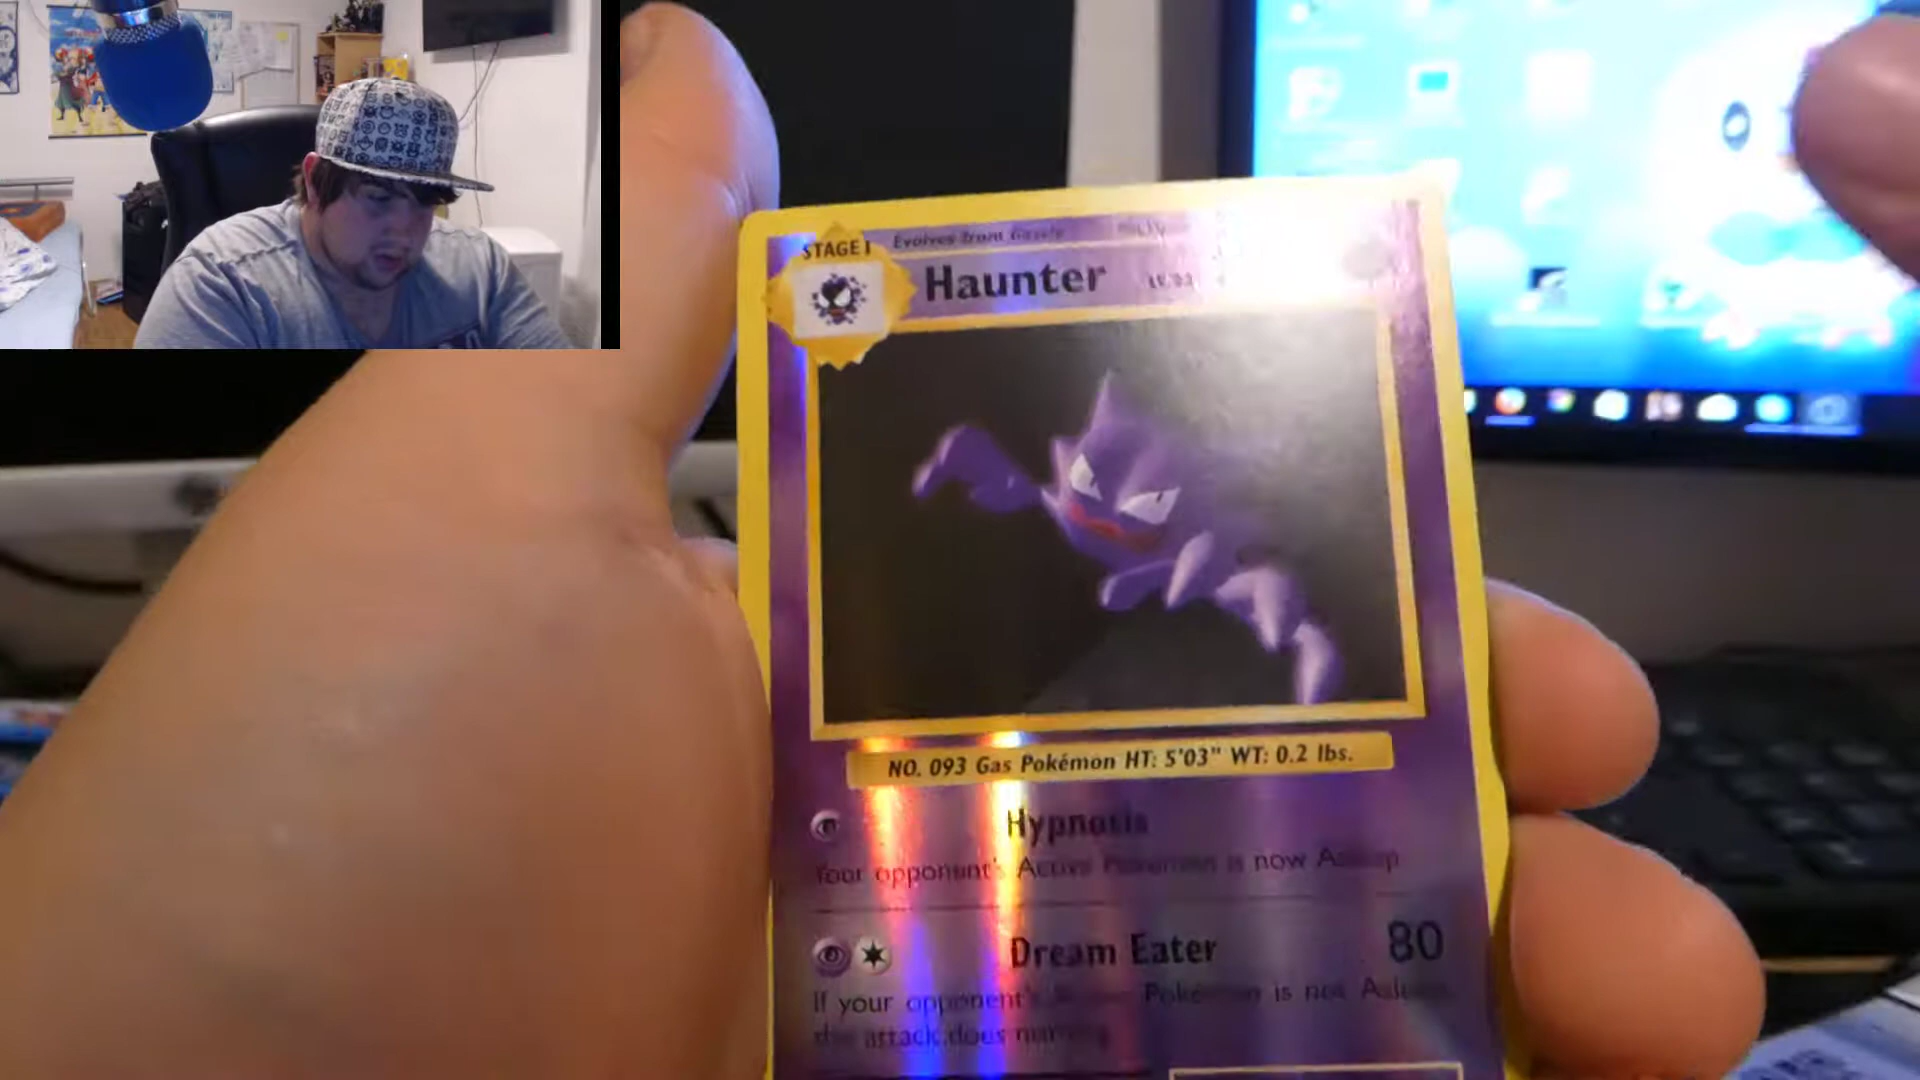 STAGE 1 Evolves from Gastly
Haunter
NO. 093 Gas Pokémon HT: 5'03" WT: 0.2 lbs.
Hypnosis
Your opponent's Active Pokémon is now Asleep
Dream Eater 80
If your opponent's Active Pokémon is not Asleep,
this attack does nothing.